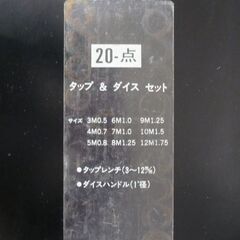 20-点
タップ & ダイス セット
サイズ 3M0.5 6M1.0 9M1.25
4M0.7 7M1.0 10M1.5
5M0.8 8M1.25 12M1.75
●タップレンチ(3〜12㎜)
●ダイスハンドル(1"径)